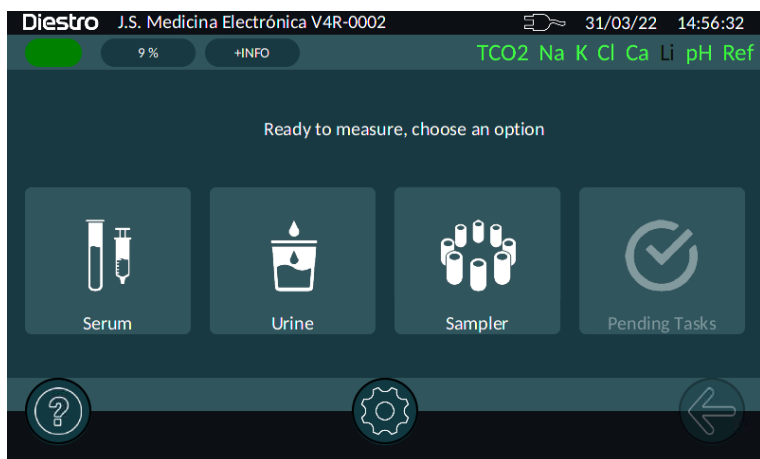 Diestro J.S. Medicina Electrónica V4R-0002 31/03/22 14:56:32
9 % +INFO TCO2 Na K Cl Ca Li pH Ref
Ready to measure, choose an option
Serum Urine Sampler Pending Tasks
?